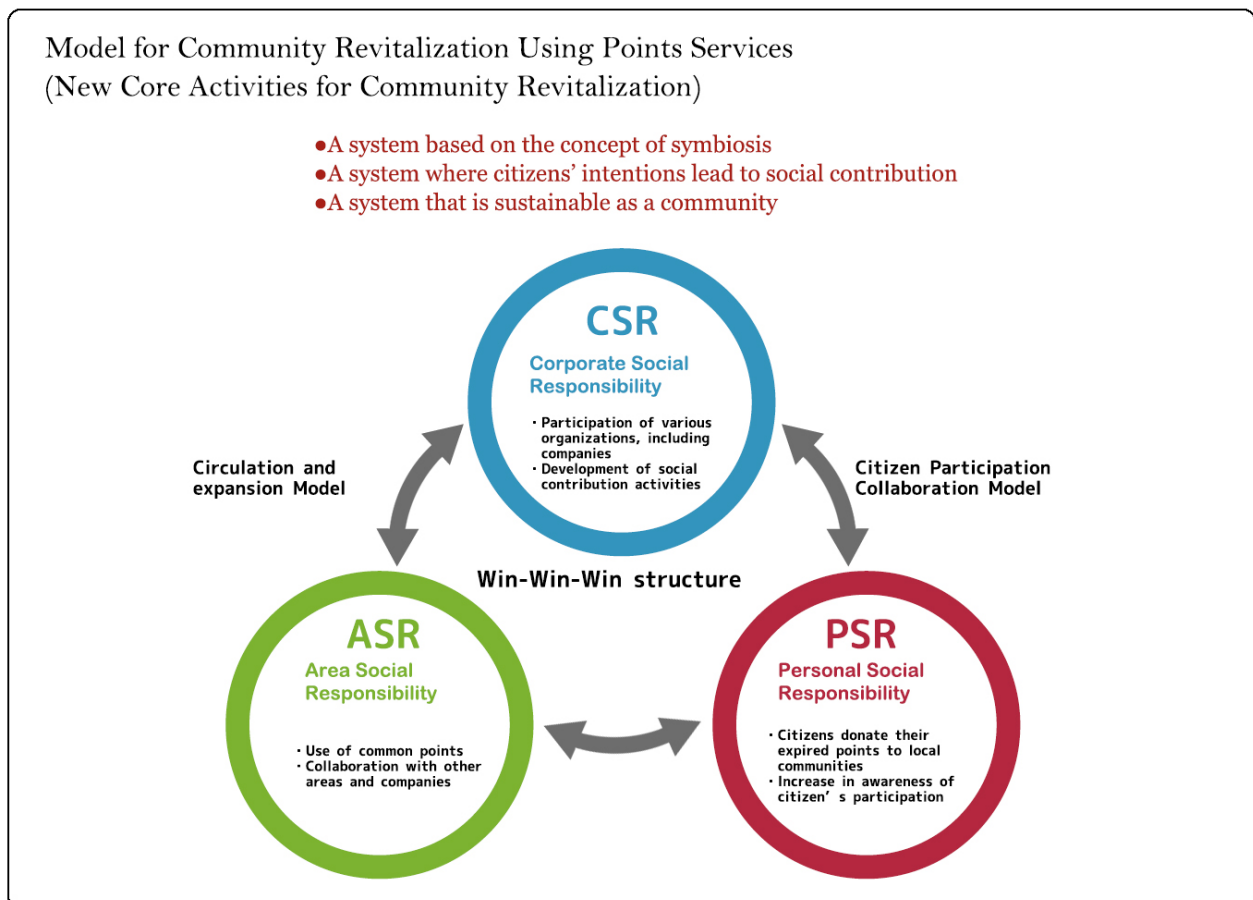 Model for Community Revitalization Using Points Services
(New Core Activities for Community Revitalization)
●A system based on the concept of symbiosis
●A system where citizens’ intentions lead to social contribution
●A system that is sustainable as a community
CSR
Corporate Social
Responsibility
・Participation of various
organizations, including
companies
・Development of social
contribution activities
Circulation and
expansion Model
Citizen Participation
Collaboration Model
Win-Win-Win structure
ASR
Area Social
Responsibility
・Use of common points
・Collaboration with other
areas and companies
PSR
Personal Social
Responsibility
・Citizens donate their
expired points to local
communities
・Increase in awareness of
citizen’ s participation